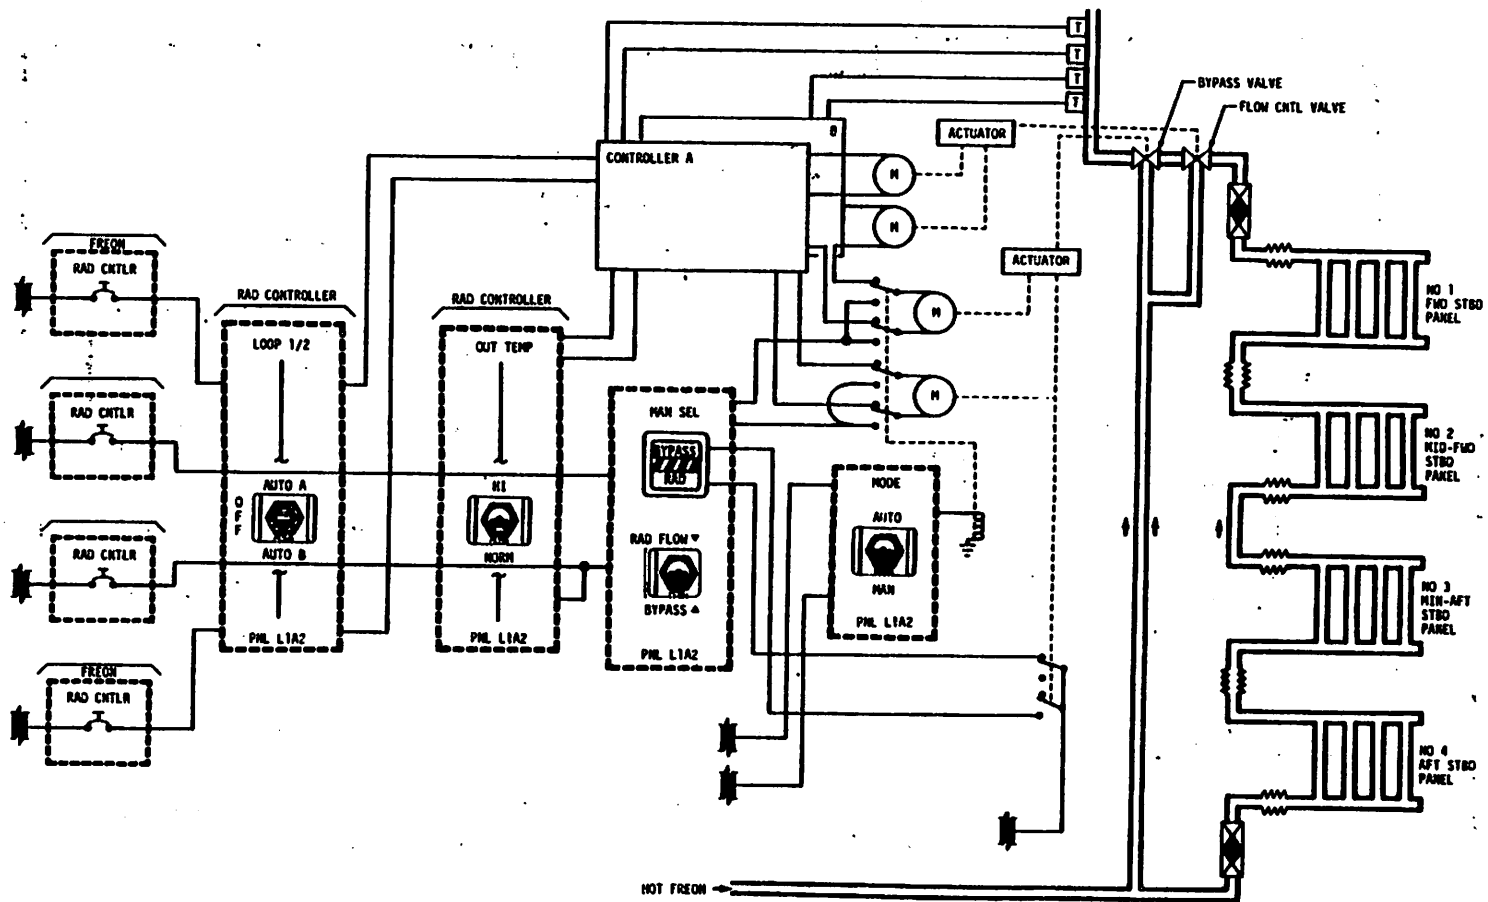 T
T
T
T
BYPASS VALVE
FLOW CNTL VALVE
B
ACTUATOR
CONTROLLER A
M
M
ACTUATOR
M
M
FREON
RAD CNTLR
RAD CNTLR
RAD CNTLR
FREON
RAD CNTLR
RAD CONTROLLER
LOOP 1/2
AUTO A
OFF
AUTO B
PNL L1A2
RAD CONTROLLER
OUT TEMP
HI
NORM
PNL L1A2
MAN SEL
BYPASS
RAD
RAD FLOW ▼
BYPASS ▲
PNL L1A2
MODE
AUTO
MAN
PNL L1A2
NO 1
FWD STBD
PANEL
NO 2
MID-FWD
STBD
PANEL
NO 3
MIN-AFT
STBD
PANEL
NO 4
AFT STBD
PANEL
HOT FREON